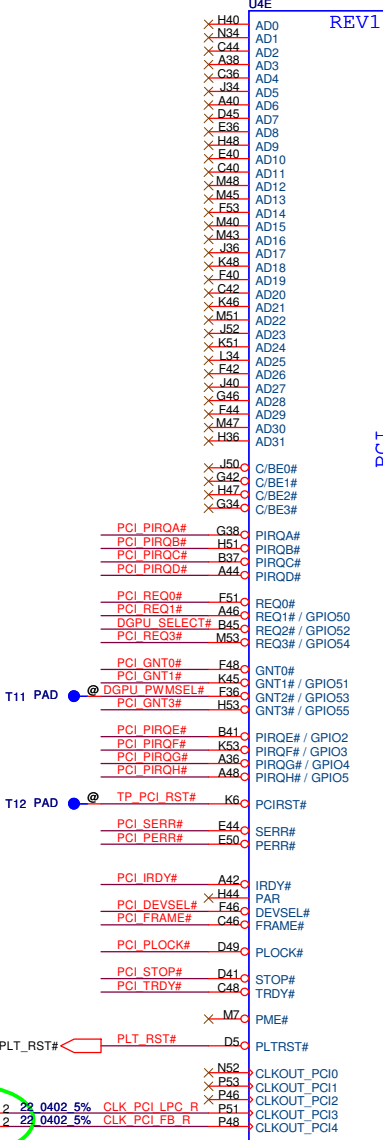 U4E
REV1
H40 AD0
N34 AD1
C44 AD2
A38 AD3
C36 AD4
J34 AD5
A40 AD6
D45 AD7
E36 AD8
H48 AD9
E40 AD10
C40 AD11
M48 AD12
M45 AD13
F53 AD14
M40 AD15
M43 AD16
J36 AD17
K48 AD18
F40 AD19
C42 AD20
K46 AD21
M51 AD22
J52 AD23
K51 AD24
L34 AD25
F42 AD26
J40 AD27
G46 AD28
F44 AD29
M47 AD30
H36 AD31
PCI
J50 C/BE0#
G42 C/BE1#
H47 C/BE2#
G34 C/BE3#
PCI_PIRQA# G38 PIRQA#
PCI_PIRQB# H51 PIRQB#
PCI_PIRQC# B37 PIRQC#
PCI_PIRQD# A44 PIRQD#
PCI_REQ0# F51 REQ0#
PCI_REQ1# A46 REQ1# / GPIO50
DGPU_SELECT# B45 REQ2# / GPIO52
PCI_REQ3# M53 REQ3# / GPIO54
PCI_GNT0# F48 GNT0#
PCI_GNT1# K45 GNT1# / GPIO51
T11 PAD @ DGPU_PWMSEL# F36 GNT2# / GPIO53
PCI_GNT3# H53 GNT3# / GPIO55
PCI_PIRQE# B41 PIRQE# / GPIO2
PCI_PIRQF# K53 PIRQF# / GPIO3
PCI_PIRQG# A36 PIRQG# / GPIO4
PCI_PIRQH# A48 PIRQH# / GPIO5
T12 PAD @ TP_PCI_RST# K6 PCIRST#
PCI_SERR# E44 SERR#
PCI_PERR# E50 PERR#
PCI_IRDY# A42 IRDY#
H44 PAR
PCI_DEVSEL# F46 DEVSEL#
PCI_FRAME# C46 FRAME#
PCI_PLOCK# D49 PLOCK#
PCI_STOP# D41 STOP#
PCI_TRDY# C48 TRDY#
M7 PME#
PLT_RST# PLT_RST# D5 PLTRST#
N52 CLKOUT_PCI0
P53 CLKOUT_PCI1
P46 CLKOUT_PCI2
2 22_0402_5% CLK_PCI_LPC_R P51 CLKOUT_PCI3
2 22_0402_5% CLK_PCI_FB_R P48 CLKOUT_PCI4